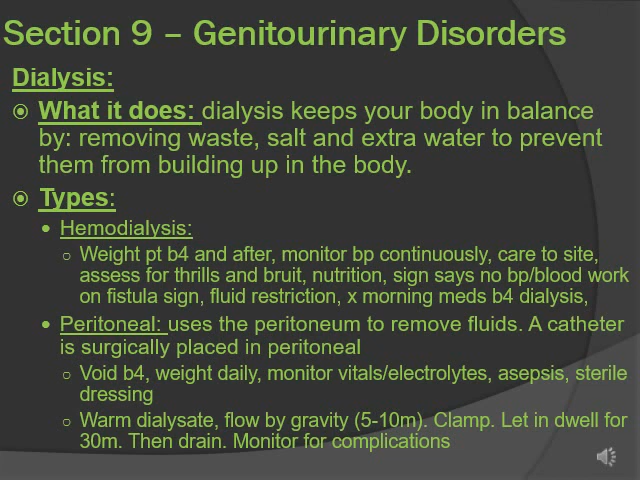 Section 9 – Genitourinary Disorders
Dialysis:
What it does: dialysis keeps your body in balance
by: removing waste, salt and extra water to prevent
them from building up in the body.
Types:
Hemodialysis:
Weight pt b4 and after, monitor bp continuously, care to site,
assess for thrills and bruit, nutrition, sign says no bp/blood work
on fistula sign, fluid restriction, x morning meds b4 dialysis,
Peritoneal: uses the peritoneum to remove fluids. A catheter
is surgically placed in peritoneal
Void b4, weight daily, monitor vitals/electrolytes, asepsis, sterile
dressing
Warm dialysate, flow by gravity (5-10m). Clamp. Let in dwell for
30m. Then drain. Monitor for complications